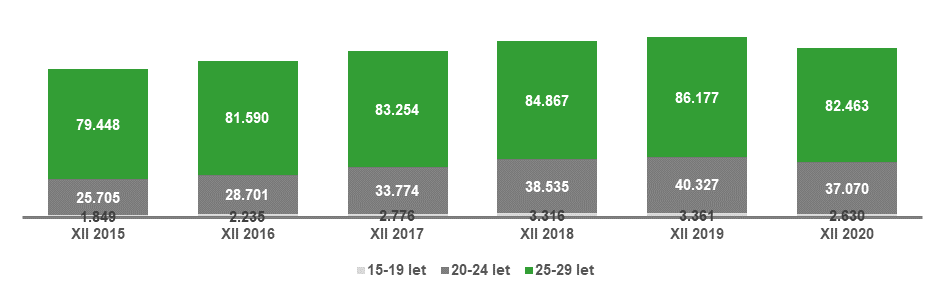 79.448 81.590 83.254 84.867 86.177 82.463
25.705 28.701 33.774 38.535 40.327 37.070
1.849 2.235 2.776 3.316 3.361 2.630
XII 2015 XII 2016 XII 2017 XII 2018 XII 2019 XII 2020
15-19 let 20-24 let 25-29 let